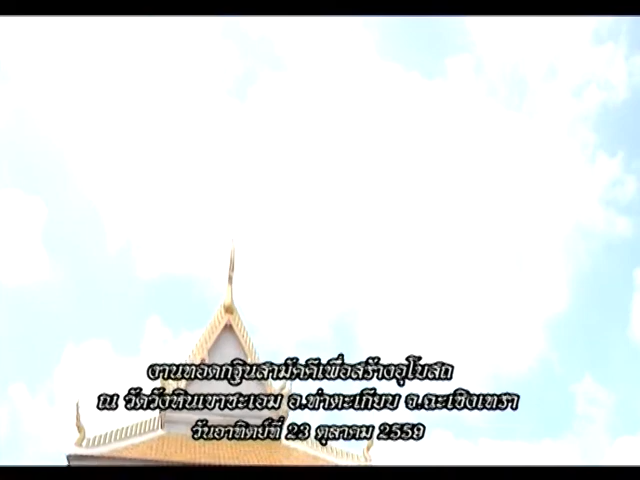 งานทอดกฐินสามัคคีเพื่อสร้างอุโบสถ
ณ วัดวังหินเขาชะเอม อ.ท่าตะเกียบ จ.ฉะเชิงเทรา
วันอาทิตย์ที่ 23 ตุลาคม 2559